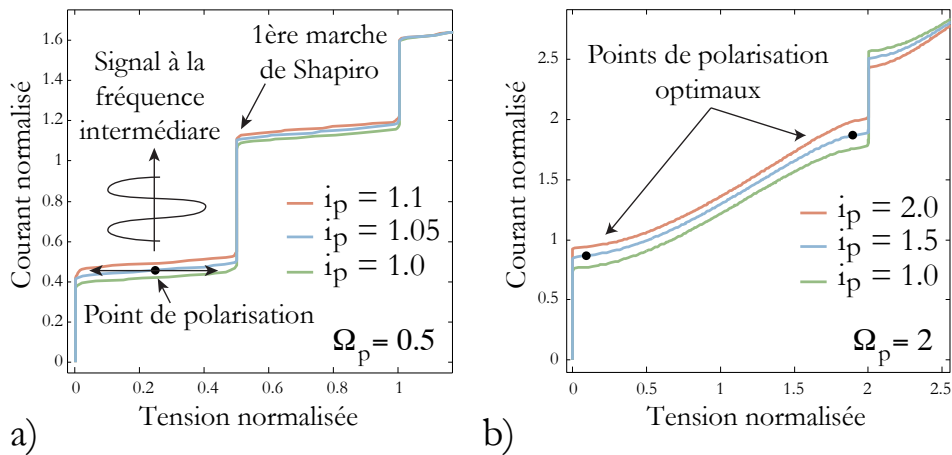 1.6
1.4
1.2
1.0
0.8
0.6
0.4
0.2
0
Courant normalisé
0
0.2
0.4
0.6
0.8
1
Tension normalisée
a)
Signal à la
fréquence
intermédiare
1ère marche
de Shapiro
i_p = 1.1
i_p = 1.05
i_p = 1.0
Point de polarisation
Ω_p = 0.5
2.5
2.0
1.5
1.0
0.5
0
Courant normalisé
0
0.5
1
1.5
2
2.5
Tension normalisée
b)
Points de polarisation
optimaux
i_p = 2.0
i_p = 1.5
i_p = 1.0
Ω_p = 2